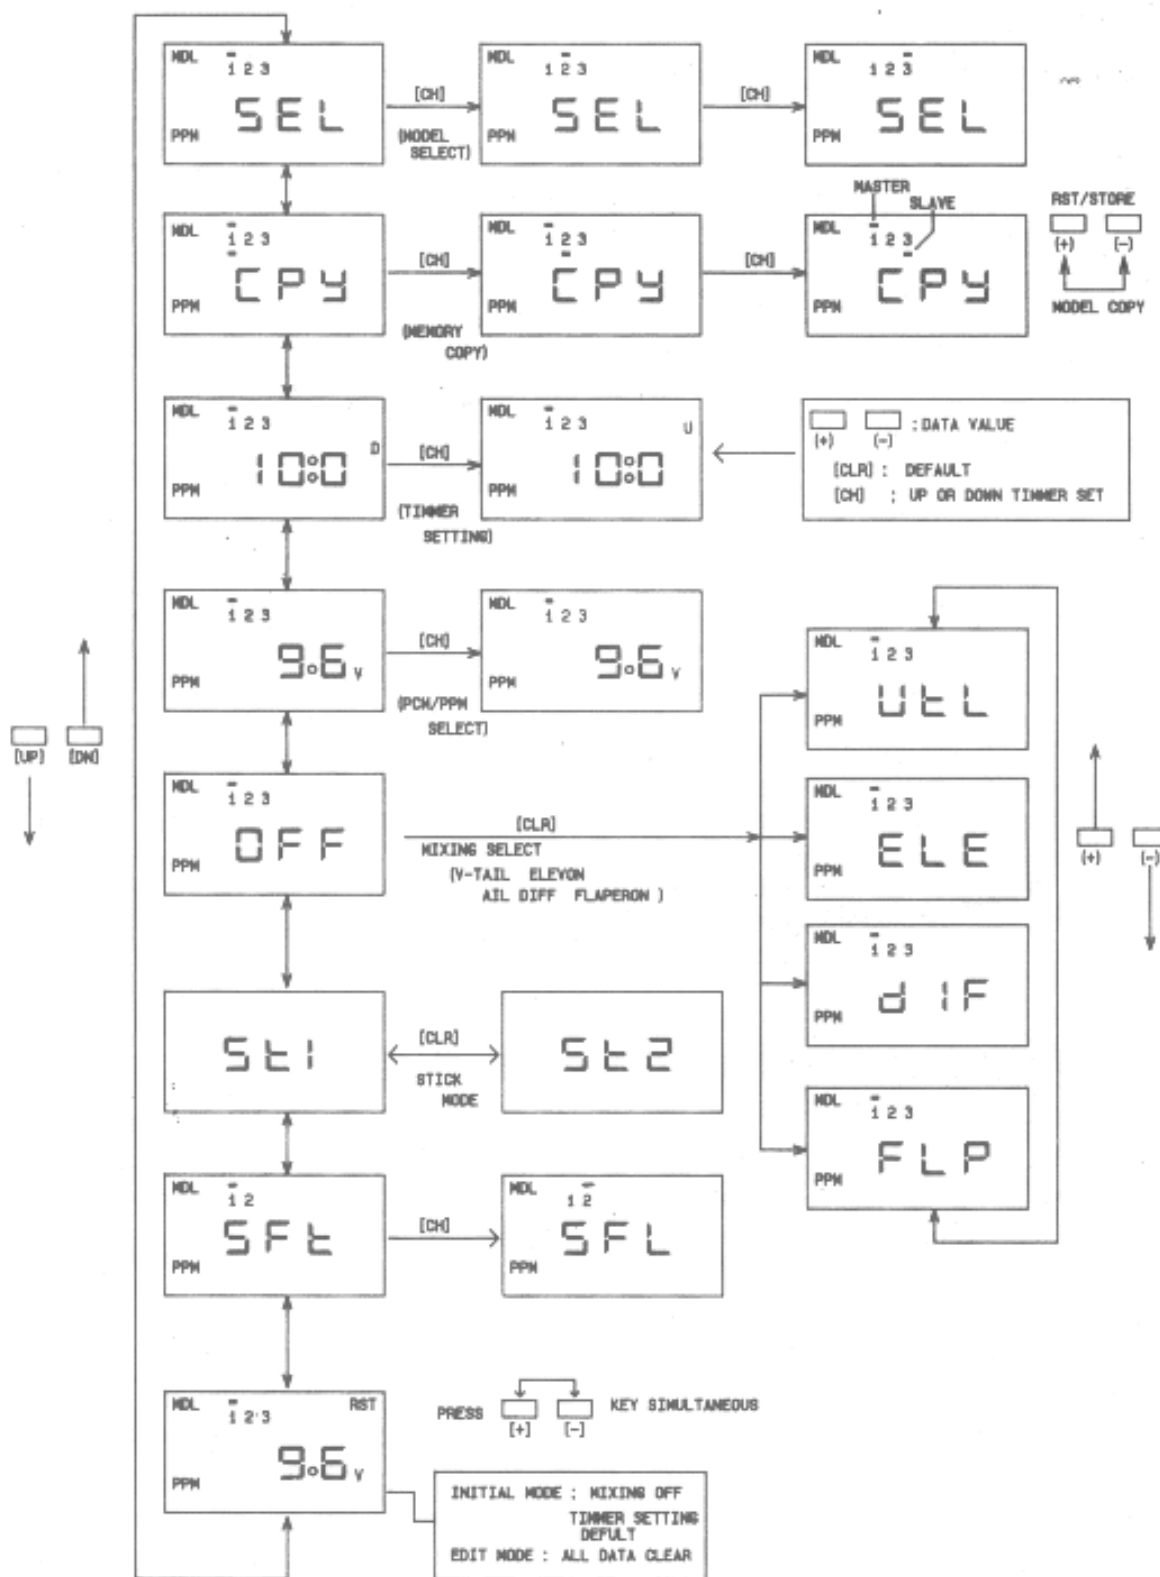 MDL
1 2 3
SEL
PPM
[CH]
(MODEL
SELECT)
1 2 3
MDL
SEL
PPM
[CH]
MDL
1 2 3
SEL
PPM
MDL
1 2 3
CPY
PPM
[CH]
(MEMORY
COPY)
MDL
1 2 3
CPY
PPM
[CH]
MASTER
SLAVE
MDL
1 2 3
CPY
PPM
RST/STORE
(+) (-)
MODEL COPY
MDL
1 2 3
D
10:0
PPM
[CH]
(TIMMER
SETTING)
MDL
1 2 3
U
10:0
PPM
(+) (-) : DATA VALUE
[CLR] : DEFAULT
[CH] : UP OR DOWN TIMMER SET
MDL
1 2 3
9:6 V
PPM
[CH]
(PCM/PPM
SELECT)
MDL
1 2 3
9:6 V
PPM
[UP] [DN]
MDL
1 2 3
OFF
PPM
[CLR]
MIXING SELECT
(V-TAIL ELEVON
AIL DIFF FLAPERON )
MDL
1 2 3
UtL
PPM
MDL
1 2 3
ELE
PPM
MDL
1 2 3
dIF
PPM
MDL
1 2 3
FLP
PPM
(+) (-)
St1
[CLR]
STICK
MODE
St2
MDL
1 2
SFt
PPM
[CH]
MDL
1 2
SFL
PPM
MDL
1 2 3
RST
9:6 V
PPM
PRESS [+] [-] KEY SIMULTANEOUS
INITIAL MODE : MIXING OFF
TIMMER SETTING
DEFULT
EDIT MODE : ALL DATA CLEAR